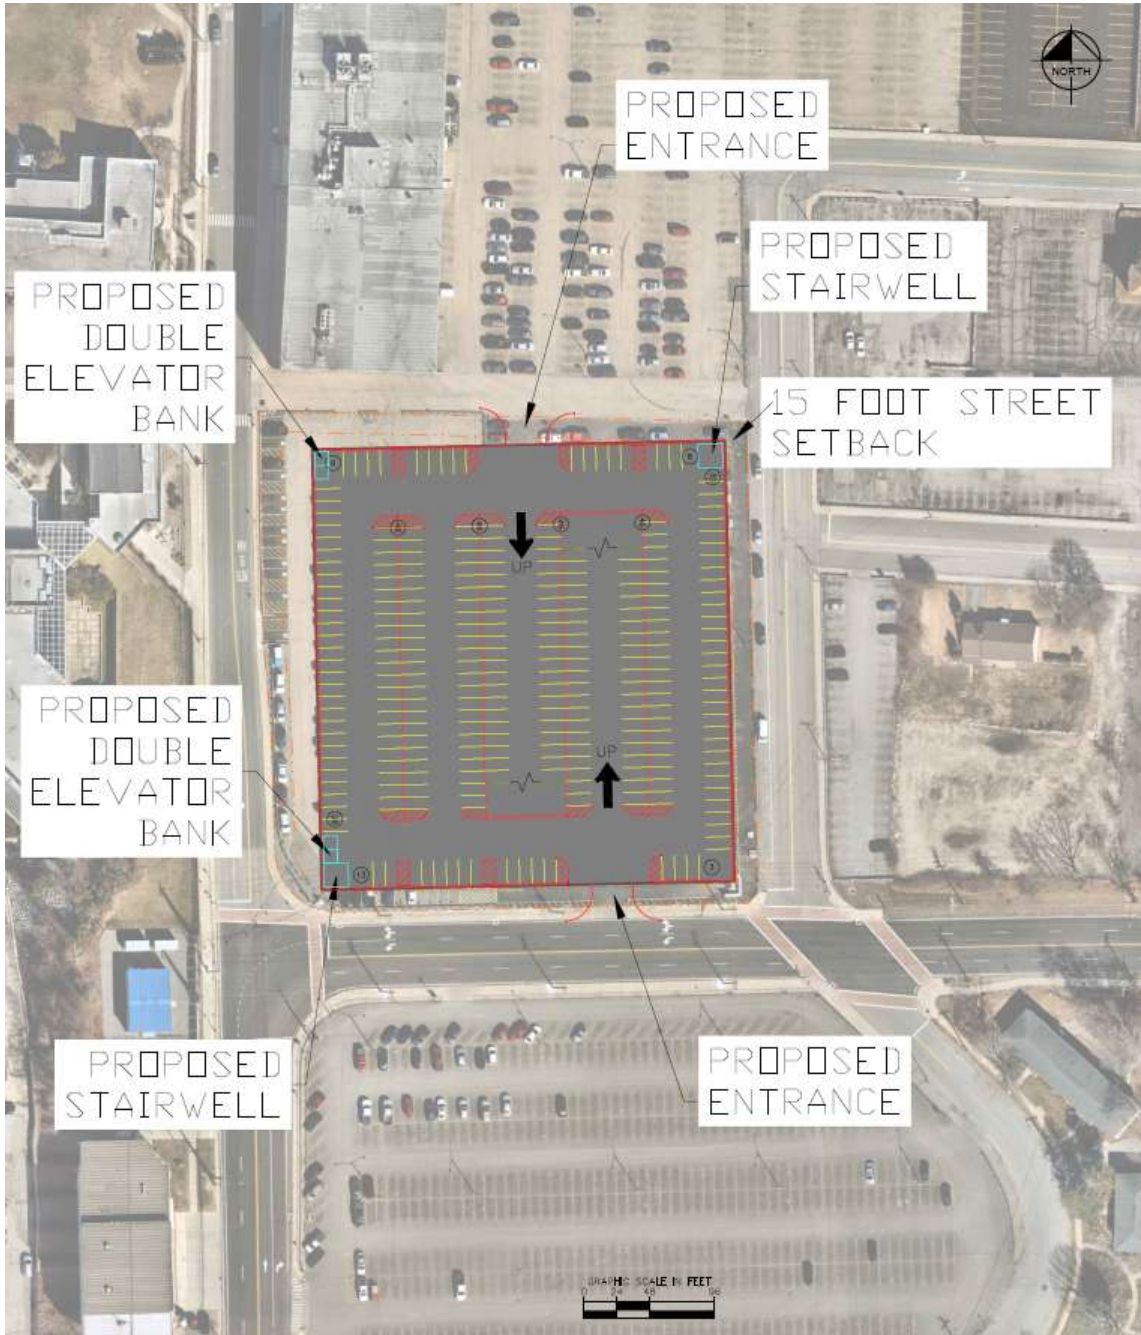 NORTH
PROPOSED
ENTRANCE
PROPOSED
STAIRWELL
PROPOSED
DOUBLE
ELEVATOR
BANK
15 FOOT STREET
SETBACK
UP
UP
PROPOSED
DOUBLE
ELEVATOR
BANK
13
PROPOSED
STAIRWELL
PROPOSED
ENTRANCE
GRAPHIC SCALE IN FEET
0 24 48 96